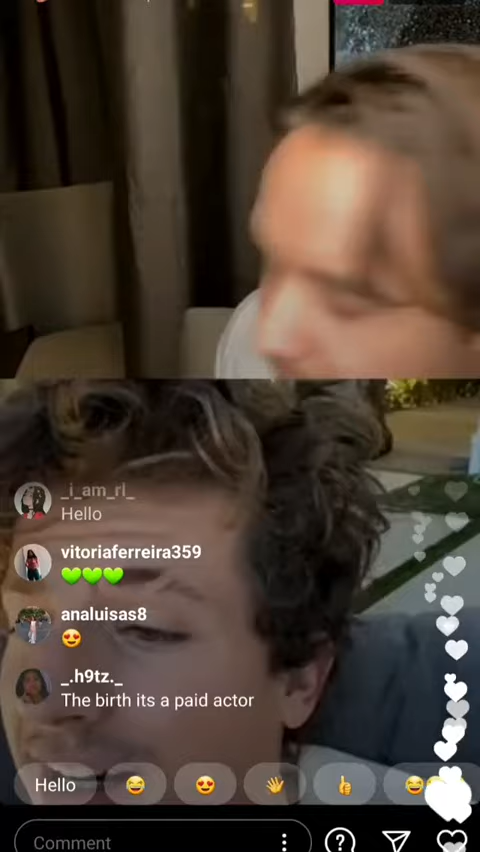 _i_am_rl_
Hello
vitoriaferreira359
💚💚💚
analuisas8
😍
_.h9tz._
The birth its a paid actor
Hello 😂 😍 👋 👍 😂
Comment